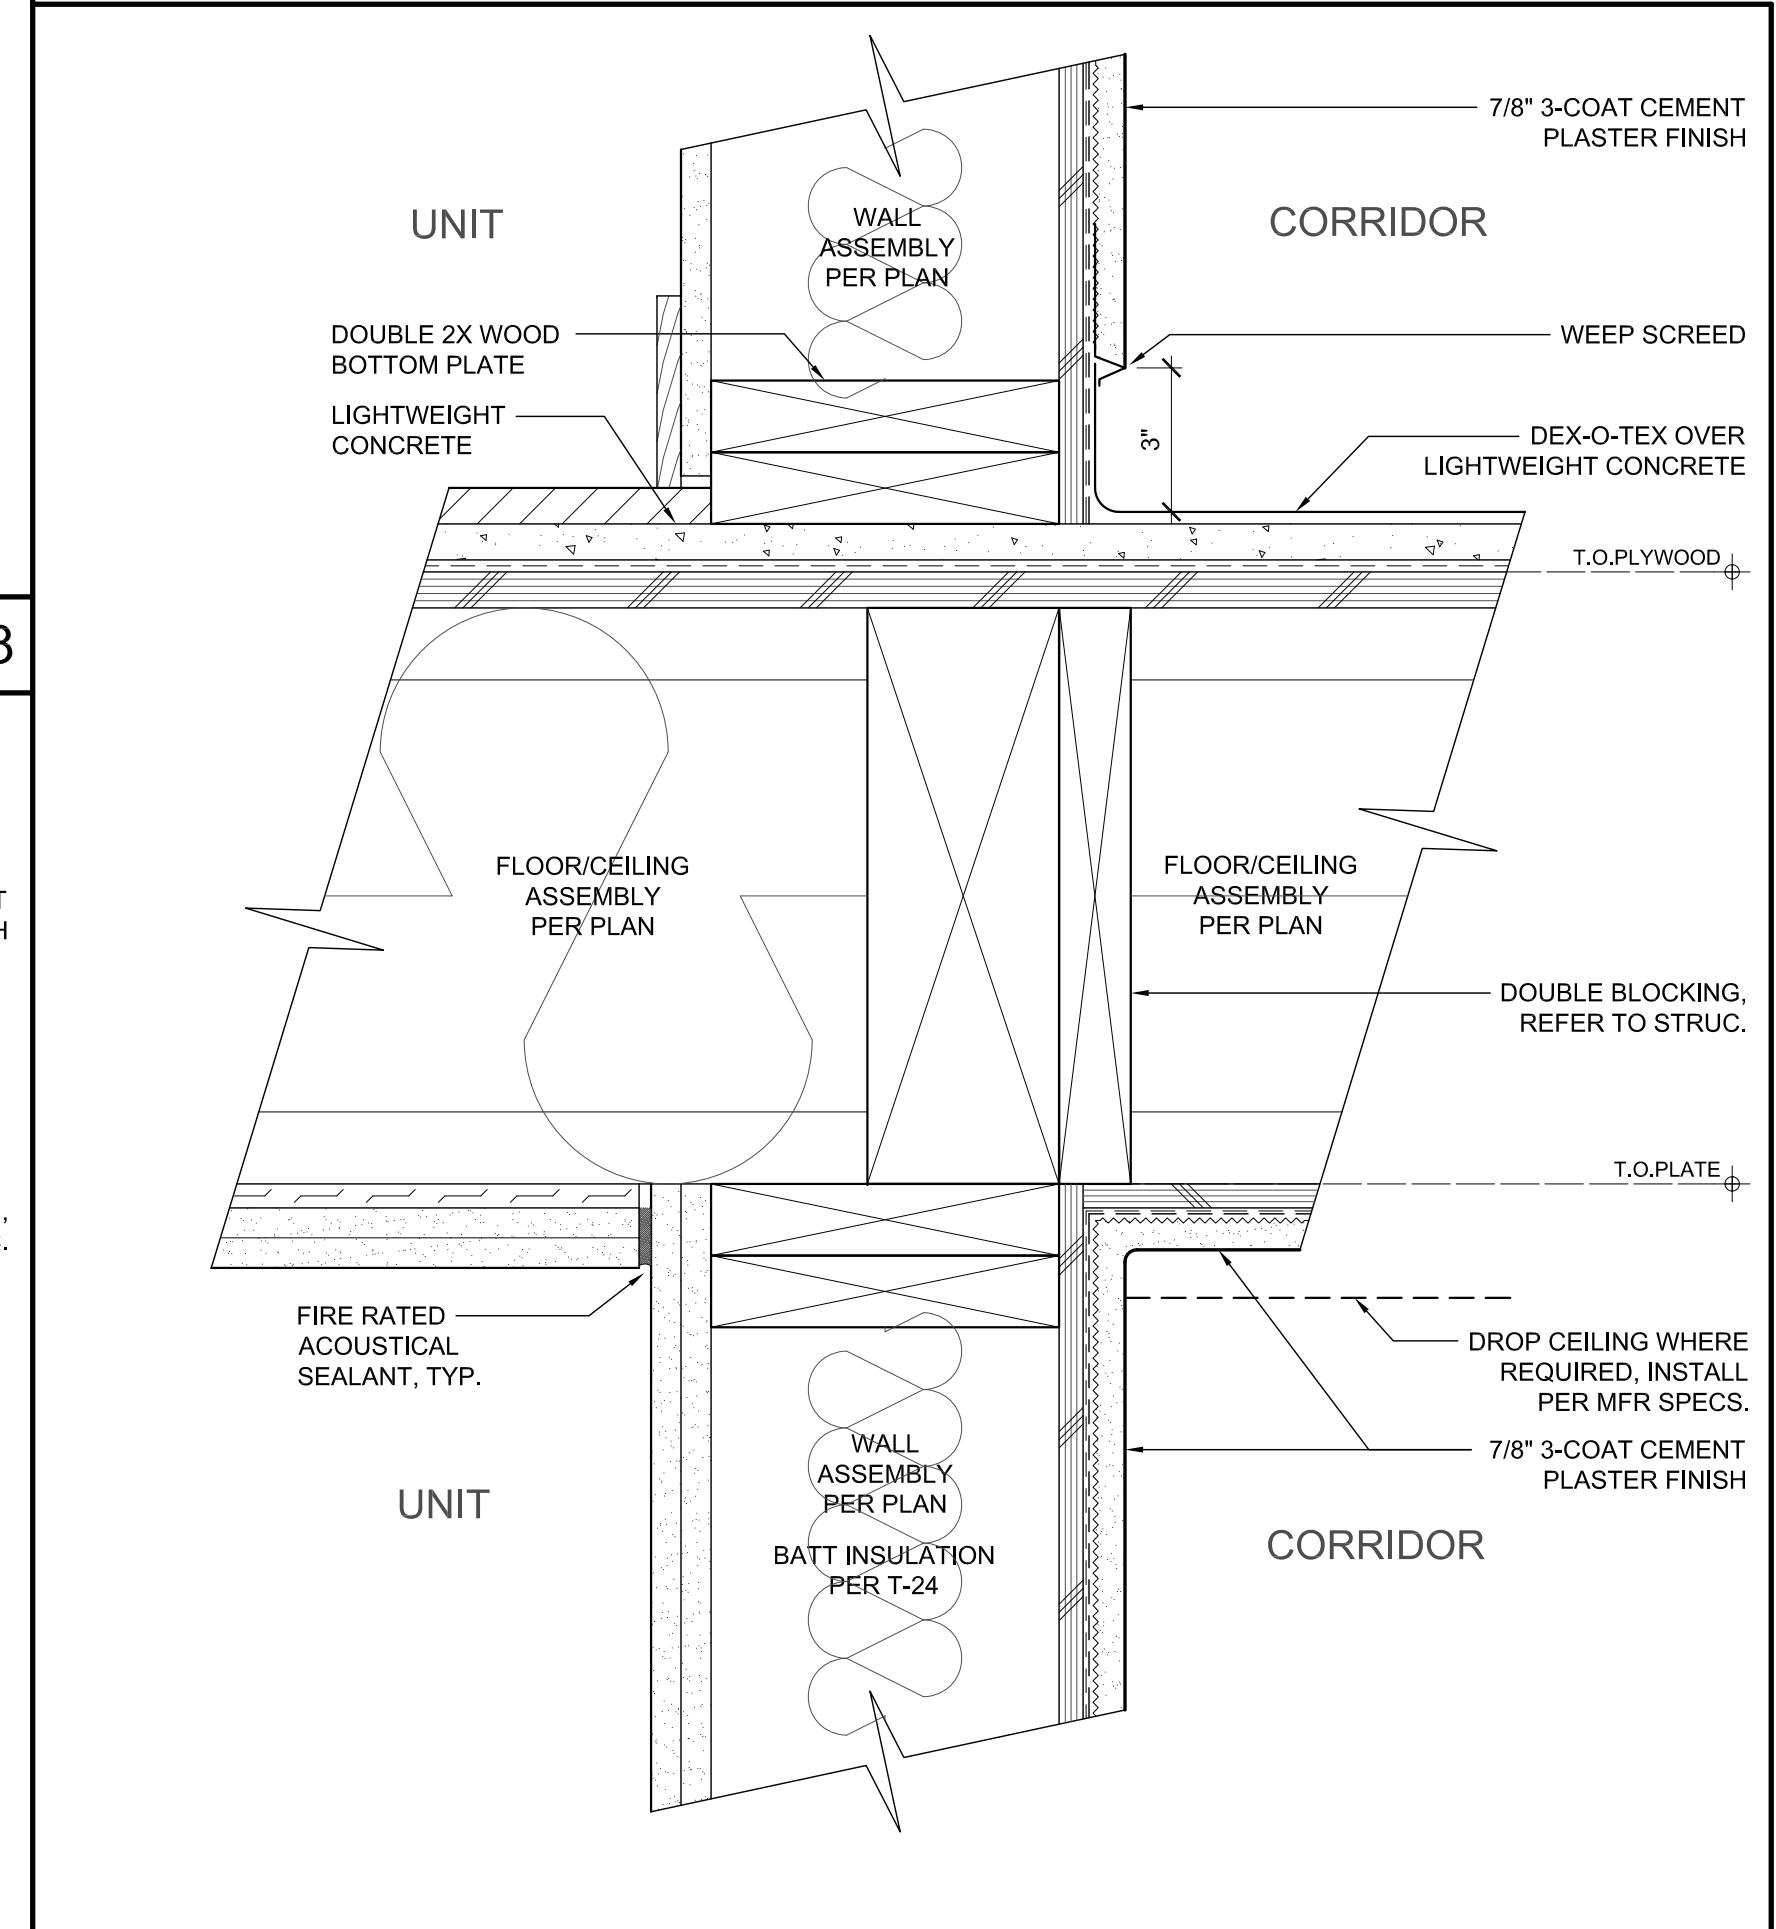 7/8" 3-COAT CEMENT
PLASTER FINISH
UNIT
CORRIDOR
WALL
ASSEMBLY
PER PLAN
DOUBLE 2X WOOD
BOTTOM PLATE
WEEP SCREED
LIGHTWEIGHT
CONCRETE
3"
DEX-O-TEX OVER
LIGHTWEIGHT CONCRETE
T.O.PLYWOOD
3
FLOOR/CEILING
ASSEMBLY
PER PLAN
FLOOR/CEILING
ASSEMBLY
PER PLAN
T
H
DOUBLE BLOCKING,
REFER TO STRUC.
T.O.PLATE
,
.
FIRE RATED
ACOUSTICAL
SEALANT, TYP.
DROP CEILING WHERE
REQUIRED, INSTALL
PER MFR SPECS.
WALL
ASSEMBLY
PER PLAN
7/8" 3-COAT CEMENT
PLASTER FINISH
UNIT
BATT INSULATION
PER T-24
CORRIDOR